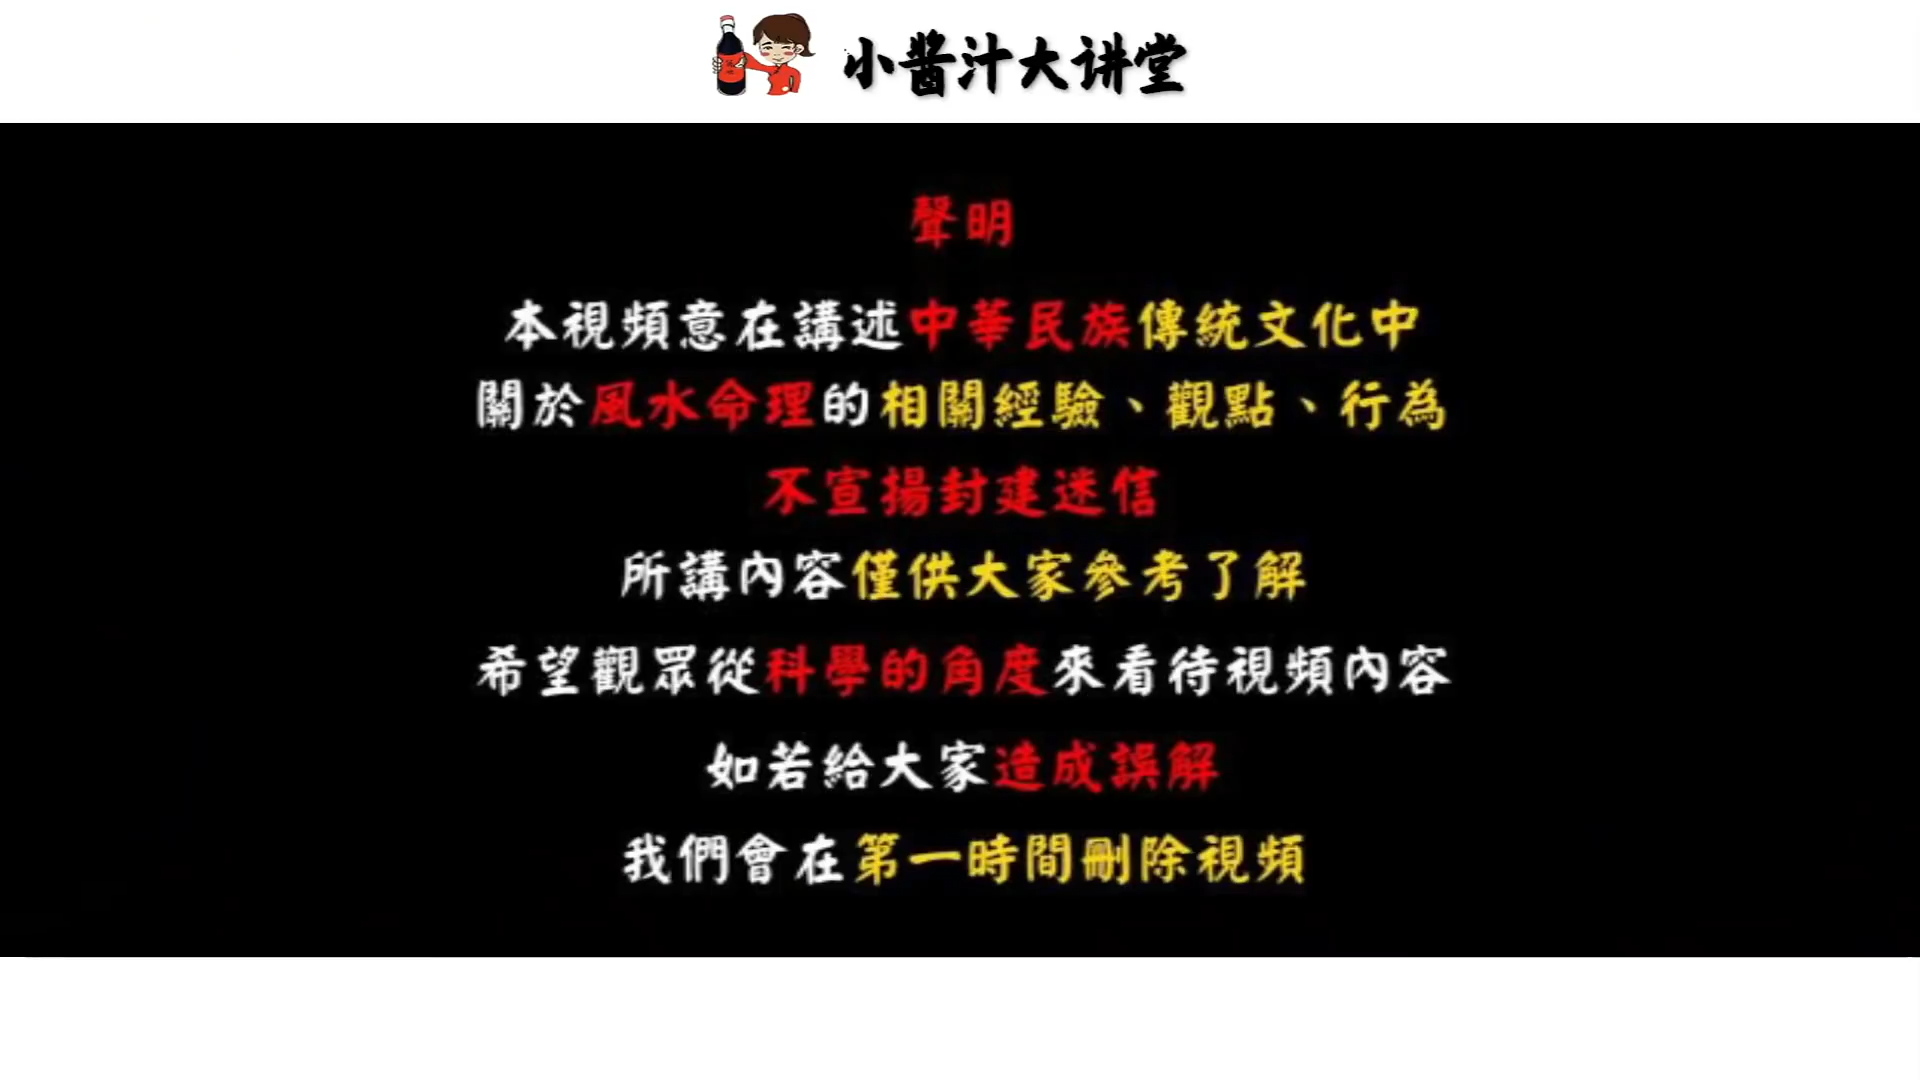 小酱汁大讲堂
聲明
本視頻意在講述中華民族傳統文化中
關於風水命理的相關經驗、觀點、行為
不宣揚封建迷信
所講內容僅供大家參考了解
希望觀眾從科學的角度來看待視頻內容
如若給大家造成誤解
我們會在第一時間刪除視頻